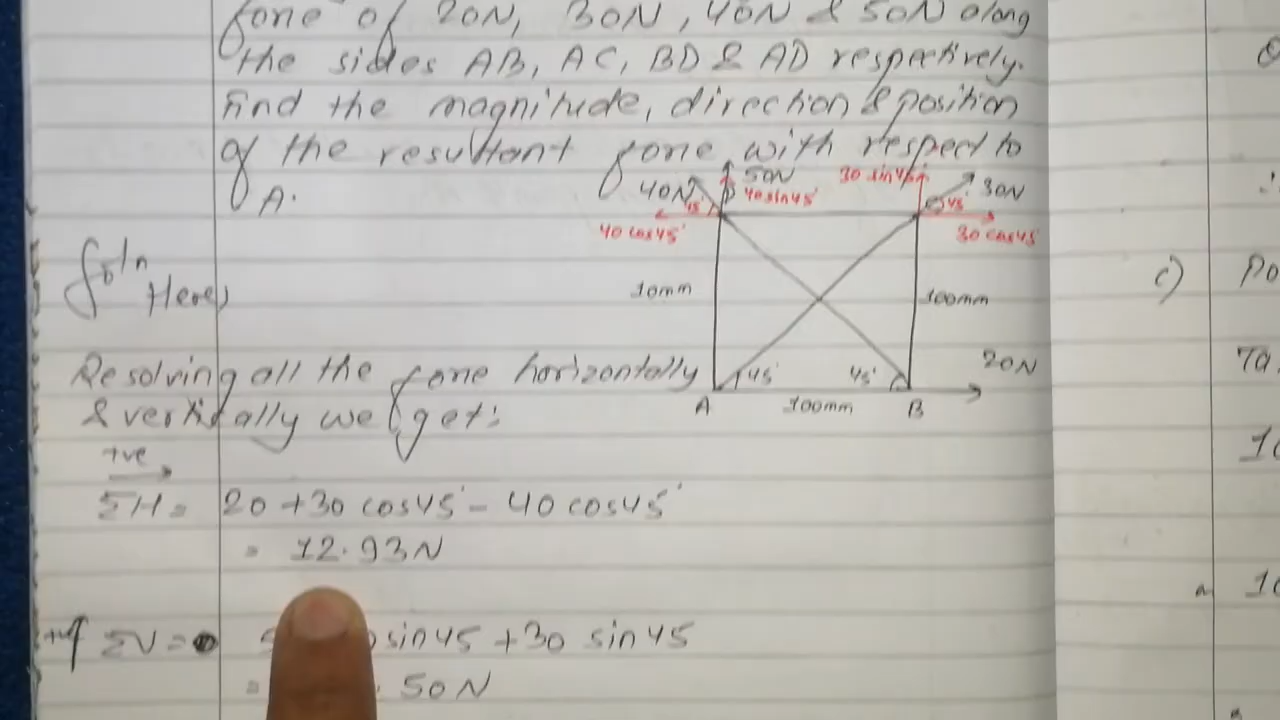 force of 20N, 30N, 40N & 50N along
the sides AB, AC, BD & AD respectively.
Find the magnitude, direction & position
of the resultant force with respect to
A.
40N
50N
40 sin45°
30 sin45°
30N
45°
45°
40 cos45°
30 cos45
Soln
Here,
10mm
100mm
45°
45°
20N
A
100mm
B
Resolving all the force horizontally
& vertically we get:
+ve
ΣH = 20 + 30 cos45° - 40 cos45°
= 12.93N
+↑ ΣV =
sin45 + 30 sin45
= . 50N
c)
Po